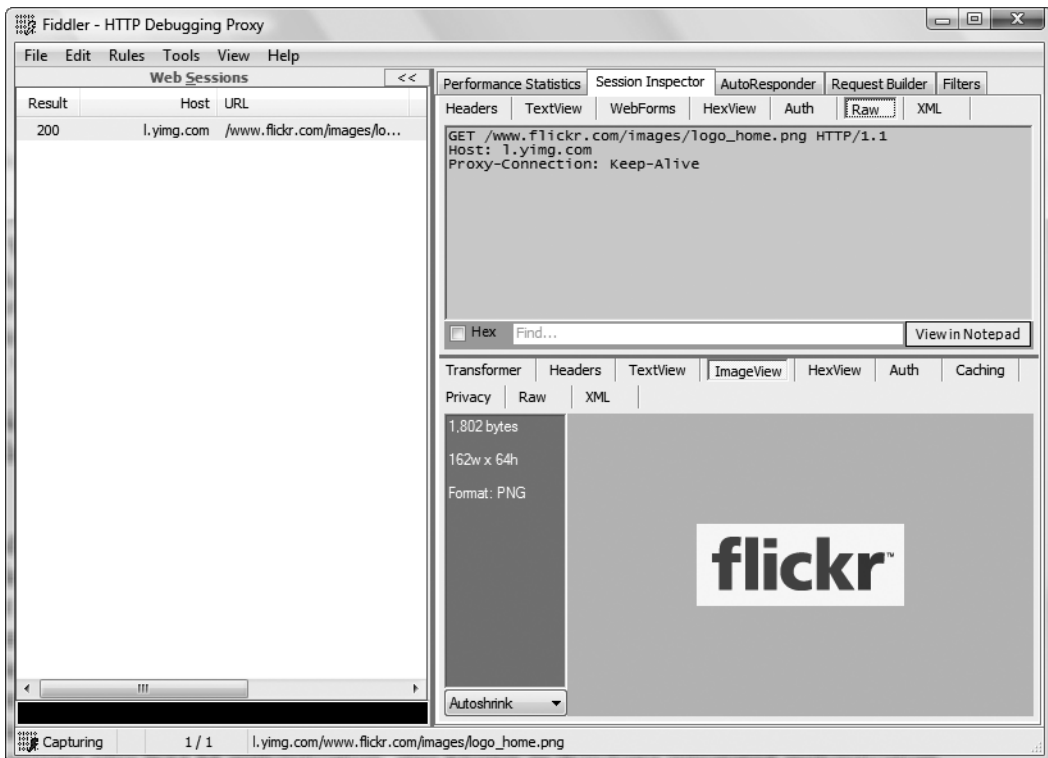 Fiddler - HTTP Debugging Proxy
File Edit Rules Tools View Help
Web Sessions <<
Result Host URL
200 l.yimg.com /www.flickr.com/images/lo...
Performance Statistics Session Inspector AutoResponder Request Builder Filters
Headers TextView WebForms HexView Auth Raw XML
GET /www.flickr.com/images/logo_home.png HTTP/1.1
Host: l.yimg.com
Proxy-Connection: Keep-Alive
Hex Find... View in Notepad
Transformer Headers TextView ImageView HexView Auth Caching
Privacy Raw XML
1,802 bytes
162w x 64h
Format: PNG
flickr™
Autoshrink
Capturing 1 / 1 l.yimg.com/www.flickr.com/images/logo_home.png